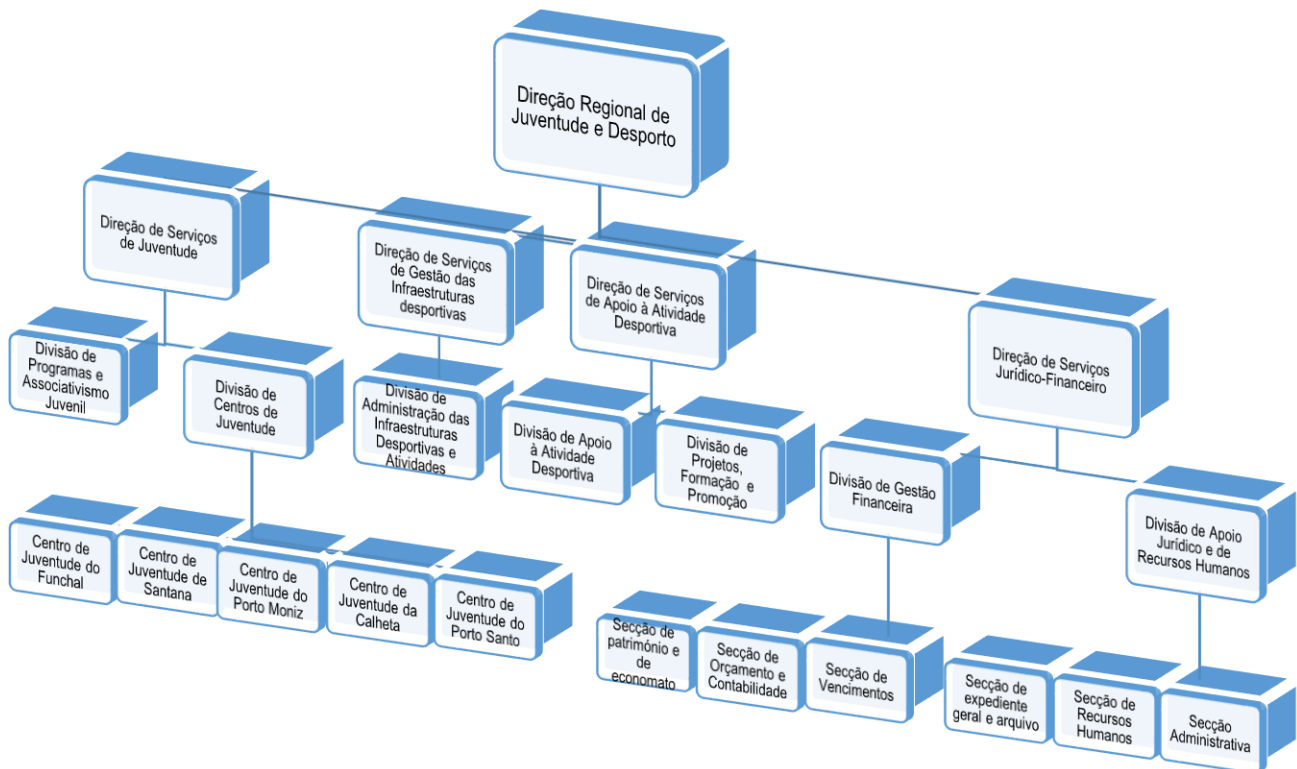 Direção Regional de
Juventude e Desporto
Direção de Serviços
de Juventude
Direção de Serviços
de Gestão das
Infraestruturas
desportivas
Direção de Serviços
de Apoio à Atividade
Desportiva
Direção de Serviços
Jurídico-Financeiro
Divisão de
Programas e
Associativismo
Juvenil
Divisão de
Centros de
Juventude
Divisão de
Administração das
Infraestruturas
Desportivas e
Atividades
Divisão de Apoio
à Atividade
Desportiva
Divisão de
Projetos,
Formação e
Promoção
Divisão de Gestão
Financeira
Divisão de Apoio
Jurídico e de
Recursos Humanos
Centro de
Juventude do
Funchal
Centro de
Juventude de
Santana
Centro de
Juventude do
Porto Moniz
Centro de
Juventude da
Calheta
Centro de
Juventude do
Porto Santo
Secção de
património e
de
economato
Secção de
Orçamento e
Contabilidade
Secção de
Vencimentos
Secção de
expediente
geral e arquivo
Secção de
Recursos
Humanos
Secção
Administrativa